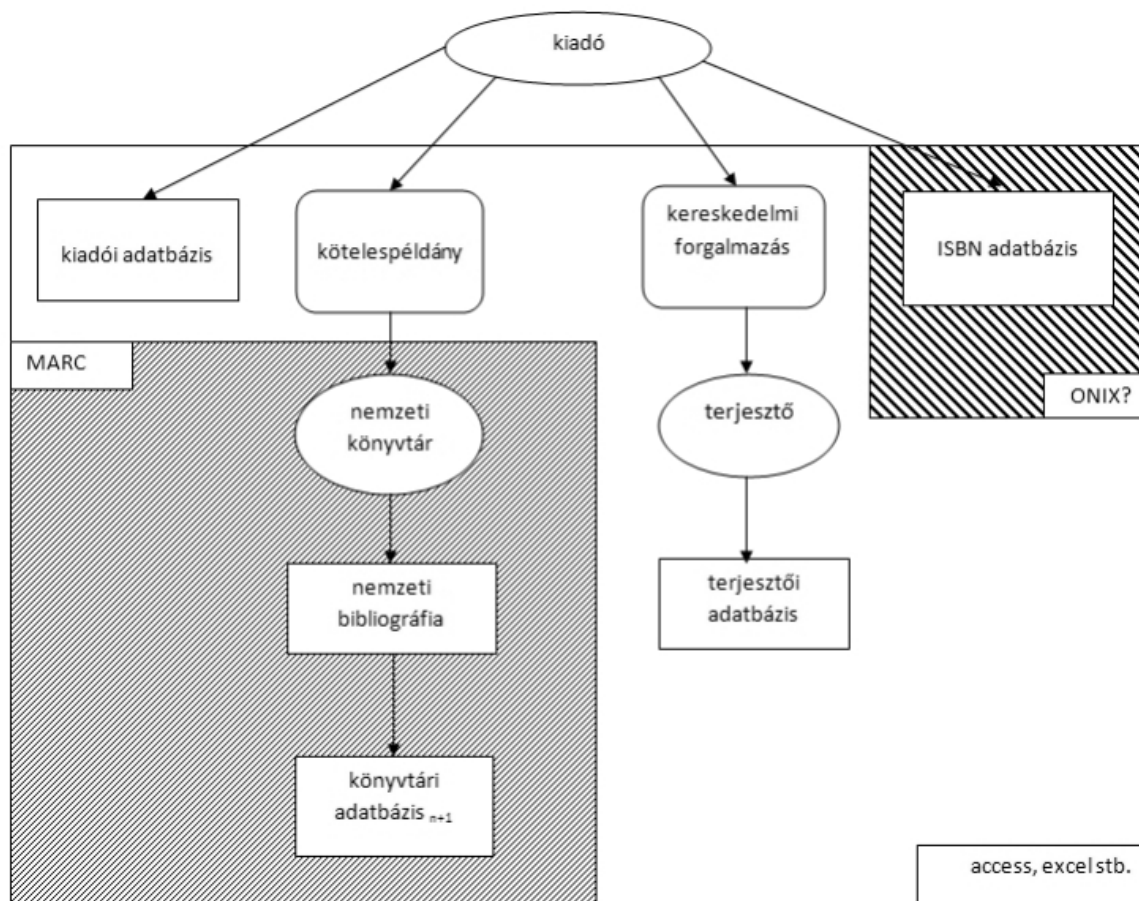 kiadó
kiadói adatbázis
kötelespéldány
kereskedelmi
forgalmazás
ISBN adatbázis
MARC
ONIX?
nemzeti
könyvtár
terjesztő
nemzeti
bibliográfia
terjesztői
adatbázis
könyvtári
adatbázis n+1
access, excel stb.